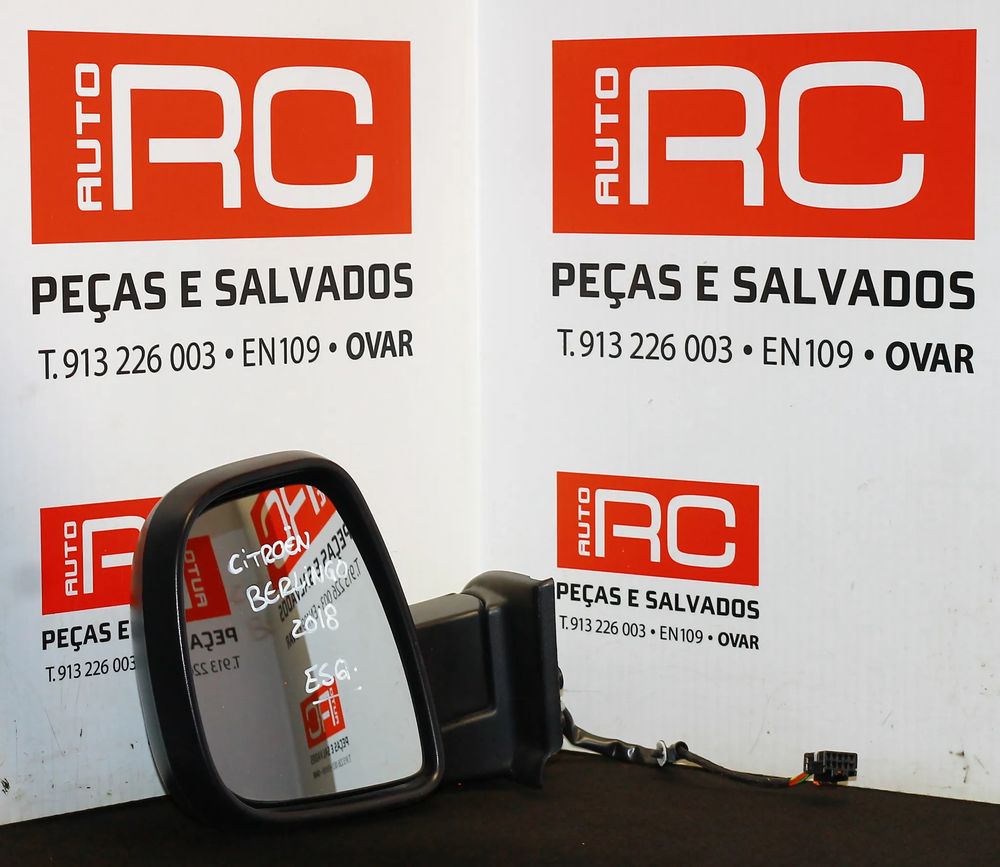 AUTO RC
PEÇAS E SALVADOS
T.913 226 003 • EN109 • OVAR
AUTO RC
PEÇAS E SALVADOS
T.913 226 003 • EN109 • OVAR
AUTO R
PEÇAS E
T.913 226 003
CITROËN
BERLINGO
2018
ESQ.
AUTO RC
PEÇAS E SALVADOS
T.913 226 003 • EN109 • OVAR